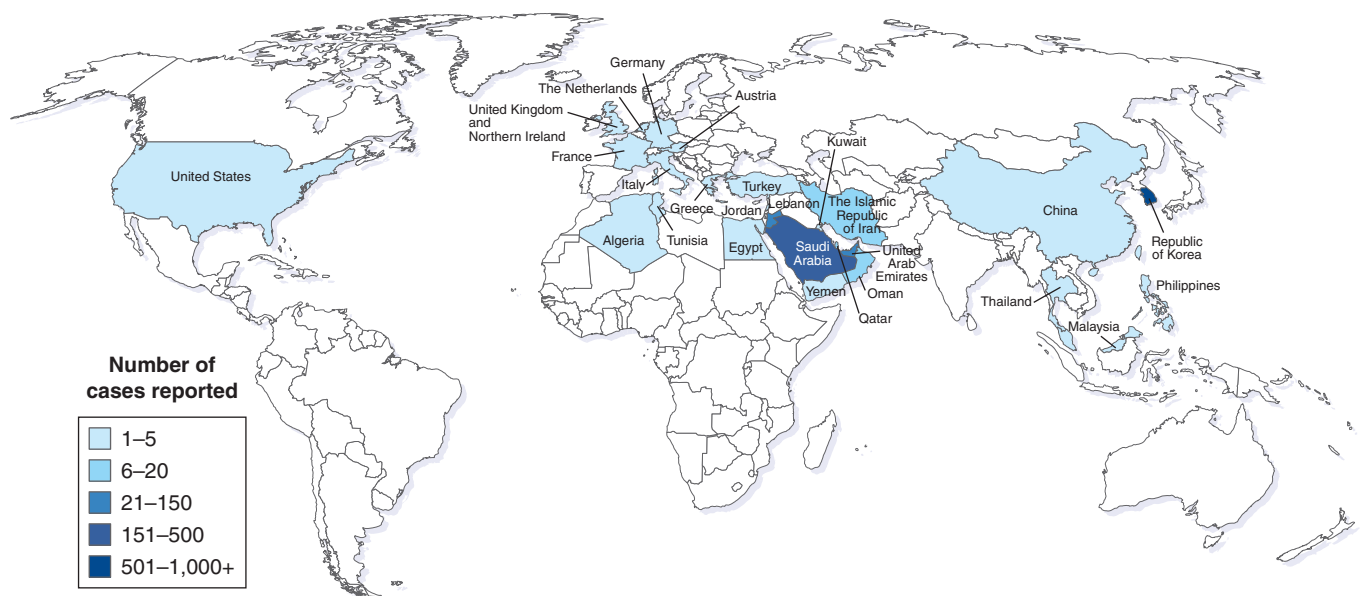 Germany
The Netherlands
Austria
United Kingdom
and
Northern Ireland
Kuwait
France
United States
Italy
Turkey
Lebanon
The Islamic
Republic
of Iran
China
Greece
Jordan
Algeria
Tunisia
Egypt
Saudi
Arabia
United
Arab
Emirates
Republic
of Korea
Yemen
Oman
Thailand
Philippines
Qatar
Malaysia
Number of
cases reported
1–5
6–20
21–150
151–500
501–1,000+